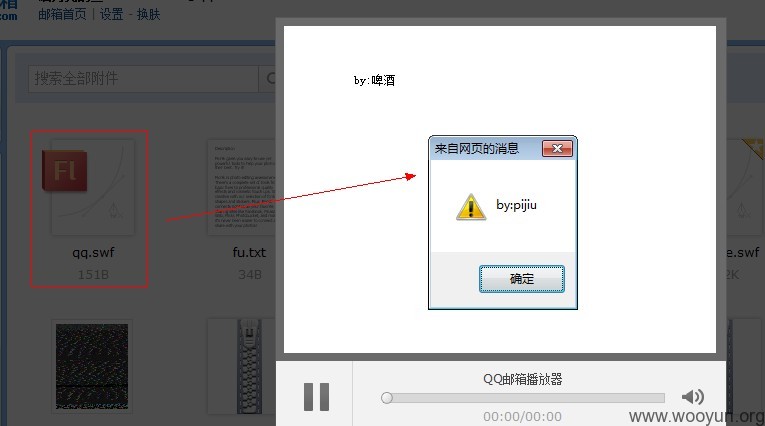 箱
.com
邮箱首页 | 设置 - 换肤
搜索全部附件
by:啤酒
来自网页的消息
by:pijiu
确定
qq.swf
151B
fu.txt
34B
e.swf
2K
QQ邮箱播放器
00:00/00:00
www.wooyun.org